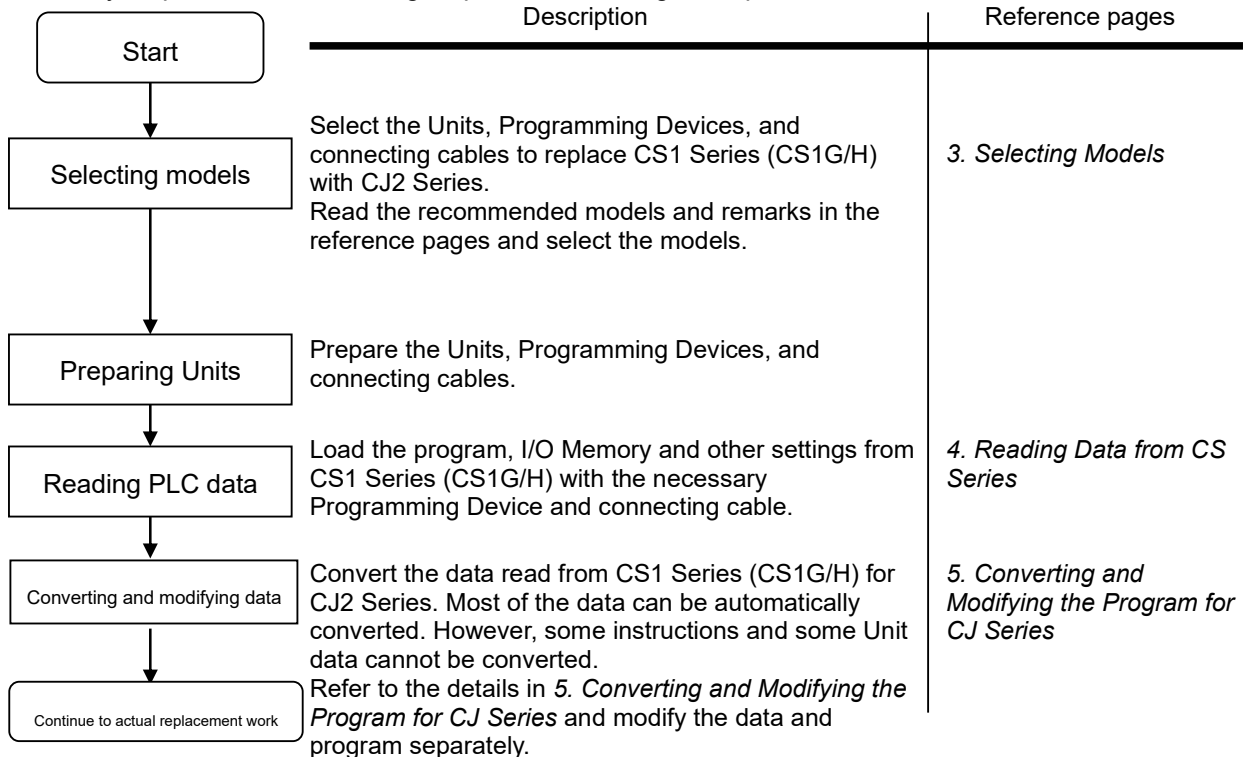 Description
Reference pages
Start
Selecting models
Select the Units, Programming Devices, and
connecting cables to replace CS1 Series (CS1G/H)
with CJ2 Series.
Read the recommended models and remarks in the
reference pages and select the models.
3. Selecting Models
Preparing Units
Prepare the Units, Programming Devices, and
connecting cables.
Reading PLC data
Load the program, I/O Memory and other settings from
CS1 Series (CS1G/H) with the necessary
Programming Device and connecting cable.
4. Reading Data from CS
Series
Converting and modifying data
Convert the data read from CS1 Series (CS1G/H) for
CJ2 Series. Most of the data can be automatically
converted. However, some instructions and some Unit
data cannot be converted.
Refer to the details in 5. Converting and Modifying the
Program for CJ Series and modify the data and
program separately.
5. Converting and
Modifying the Program for
CJ Series
Continue to actual replacement work